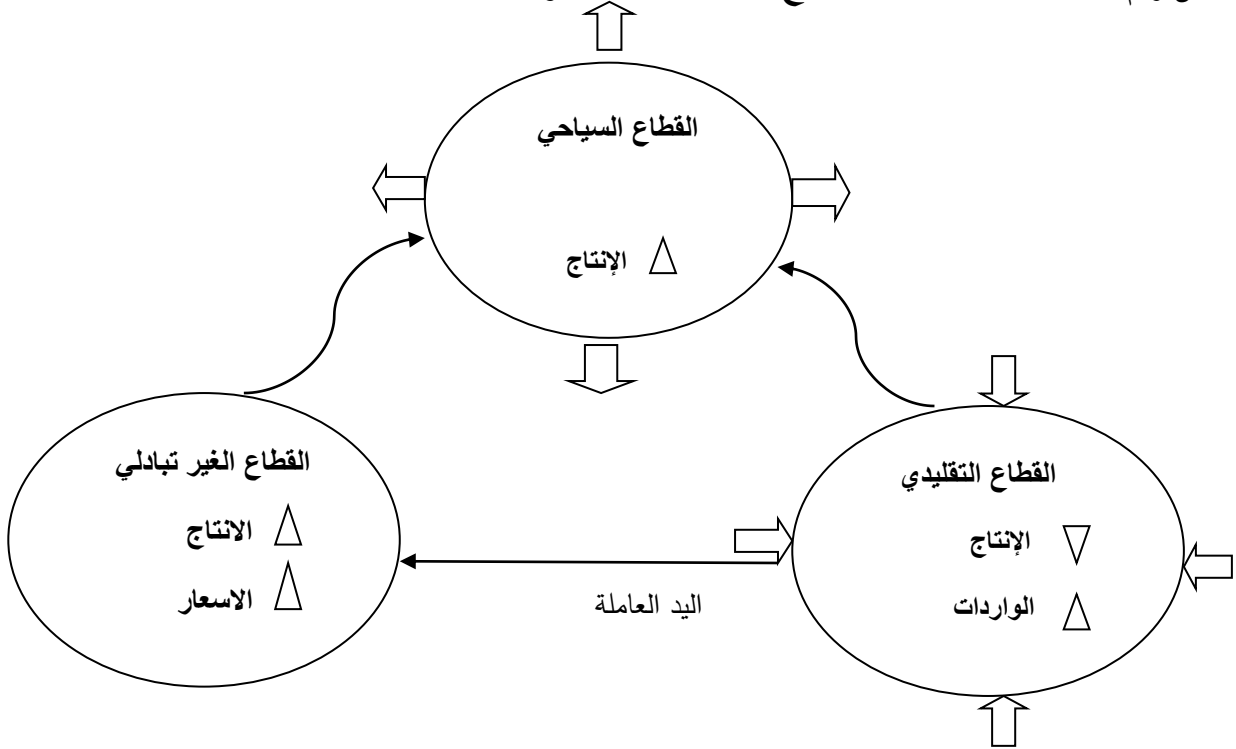 القطاع السياحي
الإنتاج
القطاع الغير تبادلي
الانتاج
الاسعار
القطاع التقليدي
الإنتاج
الواردات
اليد العاملة